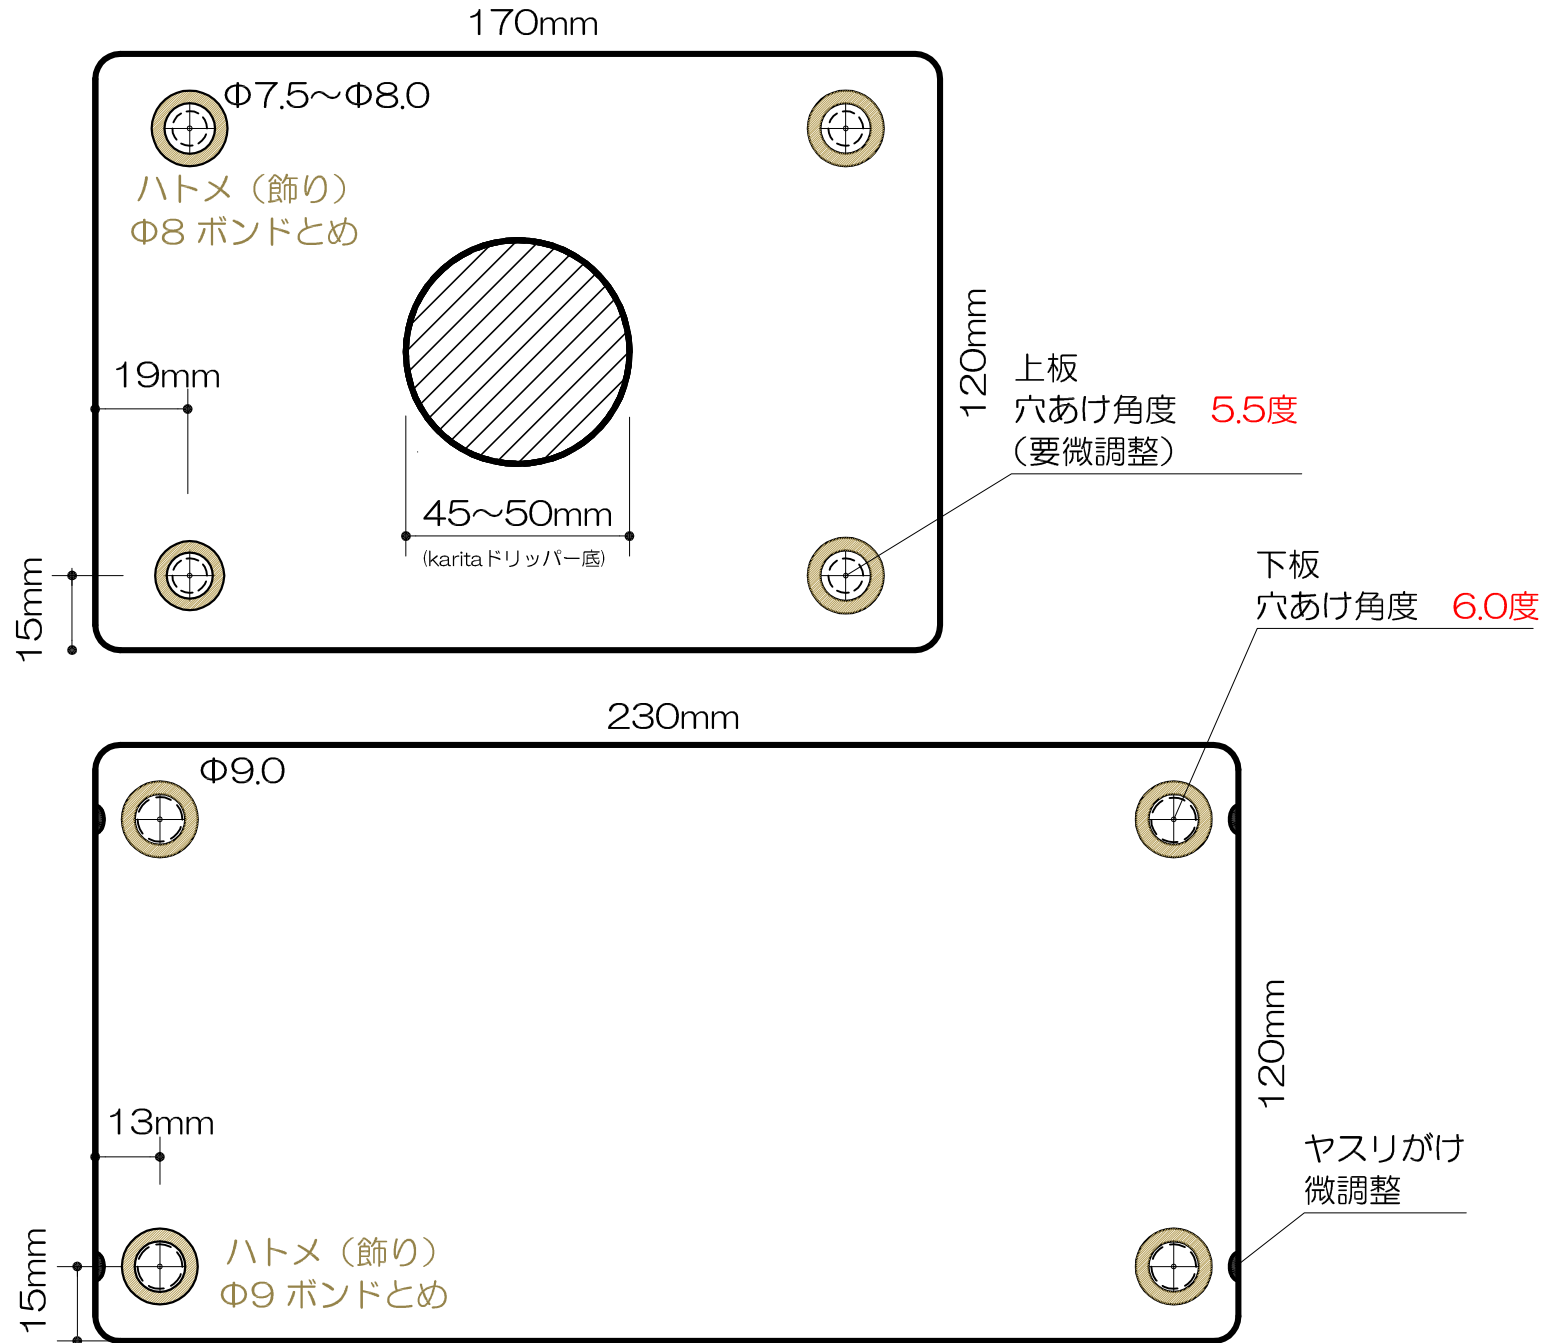 170mm
Φ7.5～Φ8.0
ハトメ（飾り）
Φ8 ボンドとめ
19mm
120mm
上板
穴あけ角度　5.5度
（要微調整）
45～50mm
(karitaドリッパー底)
15mm
下板
穴あけ角度　6.0度
230mm
Φ9.0
120mm
13mm
ヤスリがけ
微調整
ハトメ（飾り）
Φ9 ボンドとめ
15mm